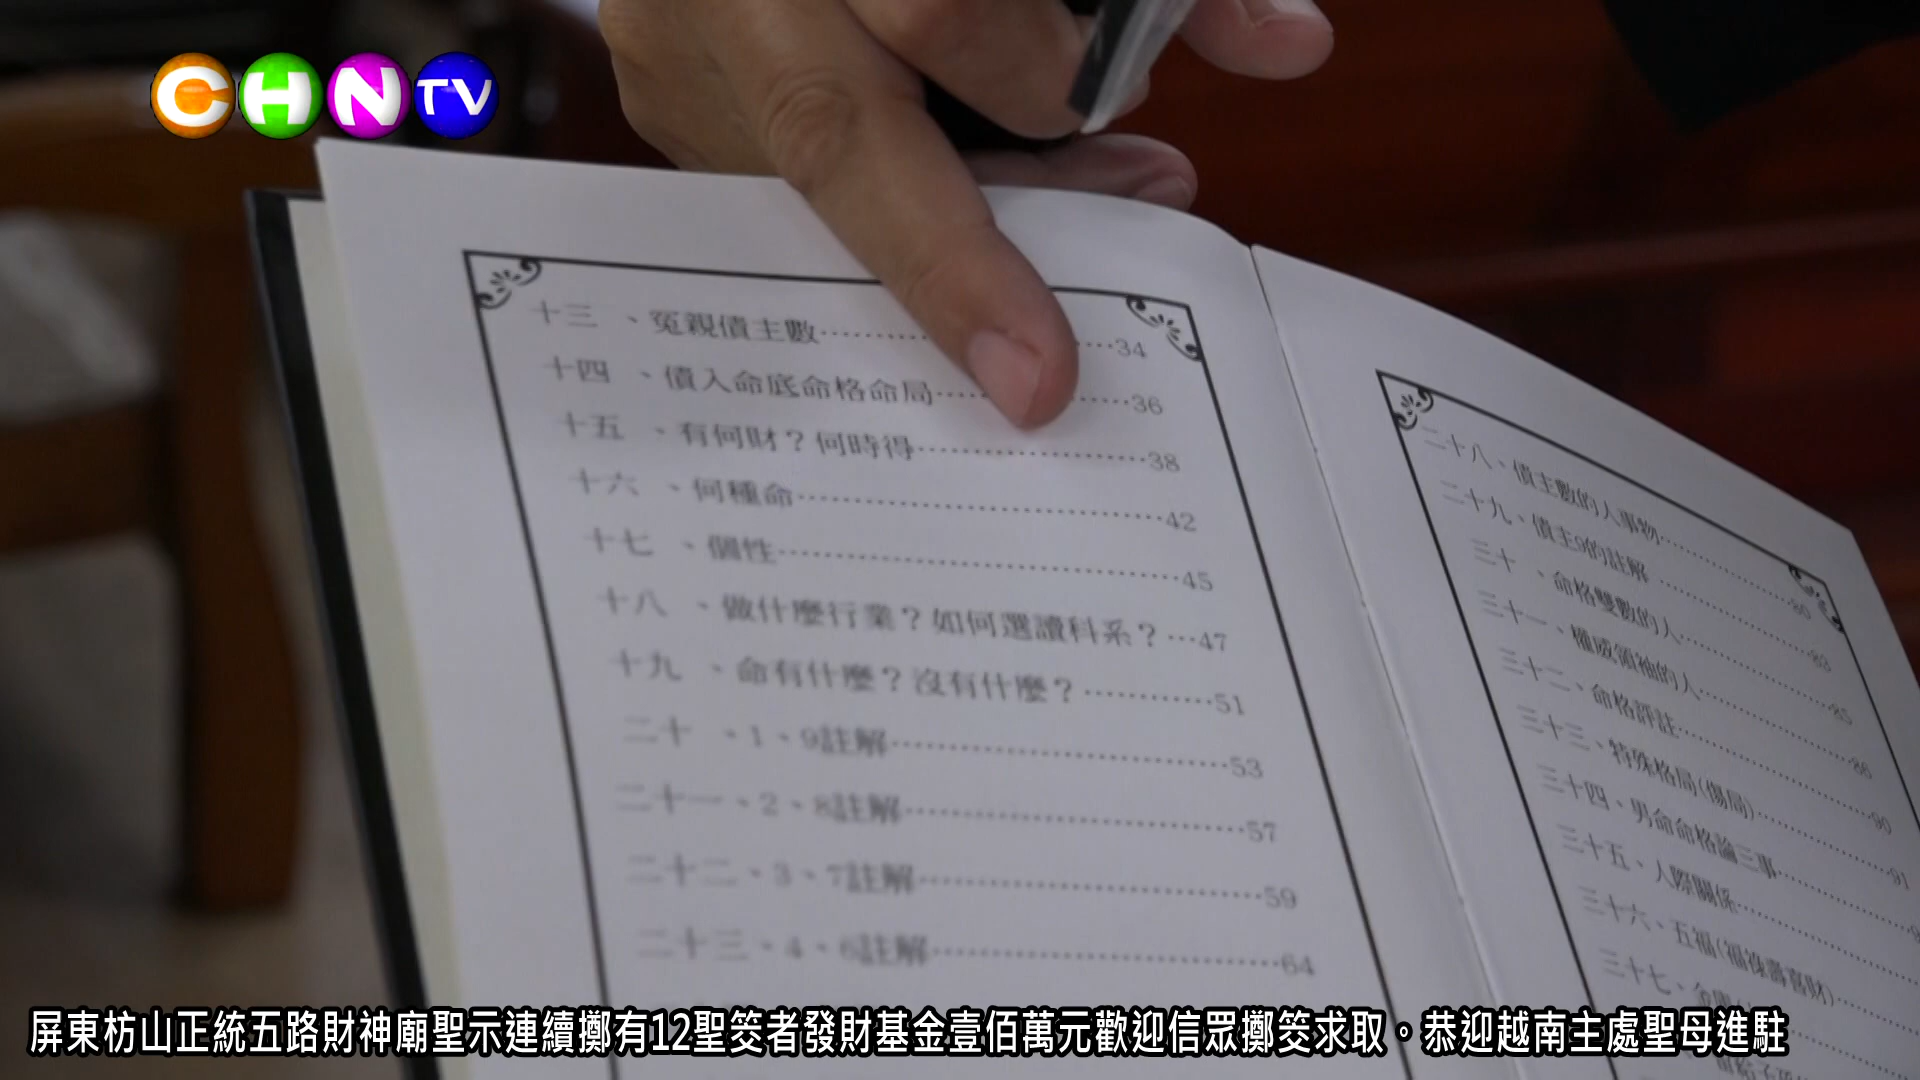 CHNTV
十三 、冤親債主數……34
十四 、債入命底命格命局……36
十五 、有何財？何時得……38
十六 、何種命……42
十七 、個性……45
十八 、做什麼行業？如何選讀科系？…47
十九 、命有什麼？沒有什麼？……51
二十 、1、9註解……53
二十一、2、8註解……57
二十二、3、7註解……59
二十三、4、6註解……64
二十八、債主數的人事物……80
二十九、債主9的註解……83
三十 、命格雙數的人……85
三十一、權威領袖的人……86
三十二、命格評註……90
三十三、特殊格局(傷局)……91
三十四、男命命格論三事……
三十五、人際關係……
三十六、五福(福祿壽喜財)……
三十七、
屏東枋山正統五路財神廟聖示連續擲有12聖筊者發財基金壹佰萬元歡迎信眾擲筊求取。恭迎越南主處聖母進駐